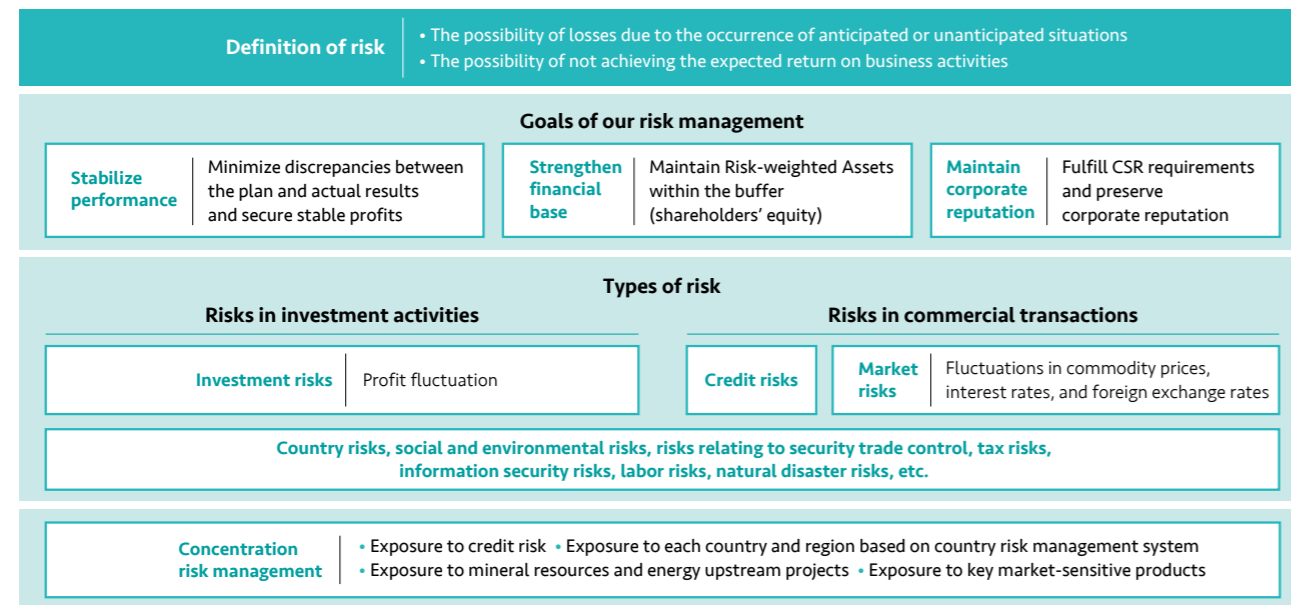 Definition of risk
• The possibility of losses due to the occurrence of anticipated or unanticipated situations
• The possibility of not achieving the expected return on business activities
Goals of our risk management
Stabilize
performance
Minimize discrepancies between
the plan and actual results
and secure stable profits
Strengthen
financial
base
Maintain Risk-weighted Assets
within the buffer
(shareholders’ equity)
Maintain
corporate
reputation
Fulfill CSR requirements
and preserve
corporate reputation
Types of risk
Risks in investment activities
Investment risks
Profit fluctuation
Risks in commercial transactions
Credit risks
Market
risks
Fluctuations in commodity prices,
interest rates, and foreign exchange rates
Country risks, social and environmental risks, risks relating to security trade control, tax risks,
information security risks, labor risks, natural disaster risks, etc.
Concentration
risk management
• Exposure to credit risk • Exposure to each country and region based on country risk management system
• Exposure to mineral resources and energy upstream projects • Exposure to key market-sensitive products